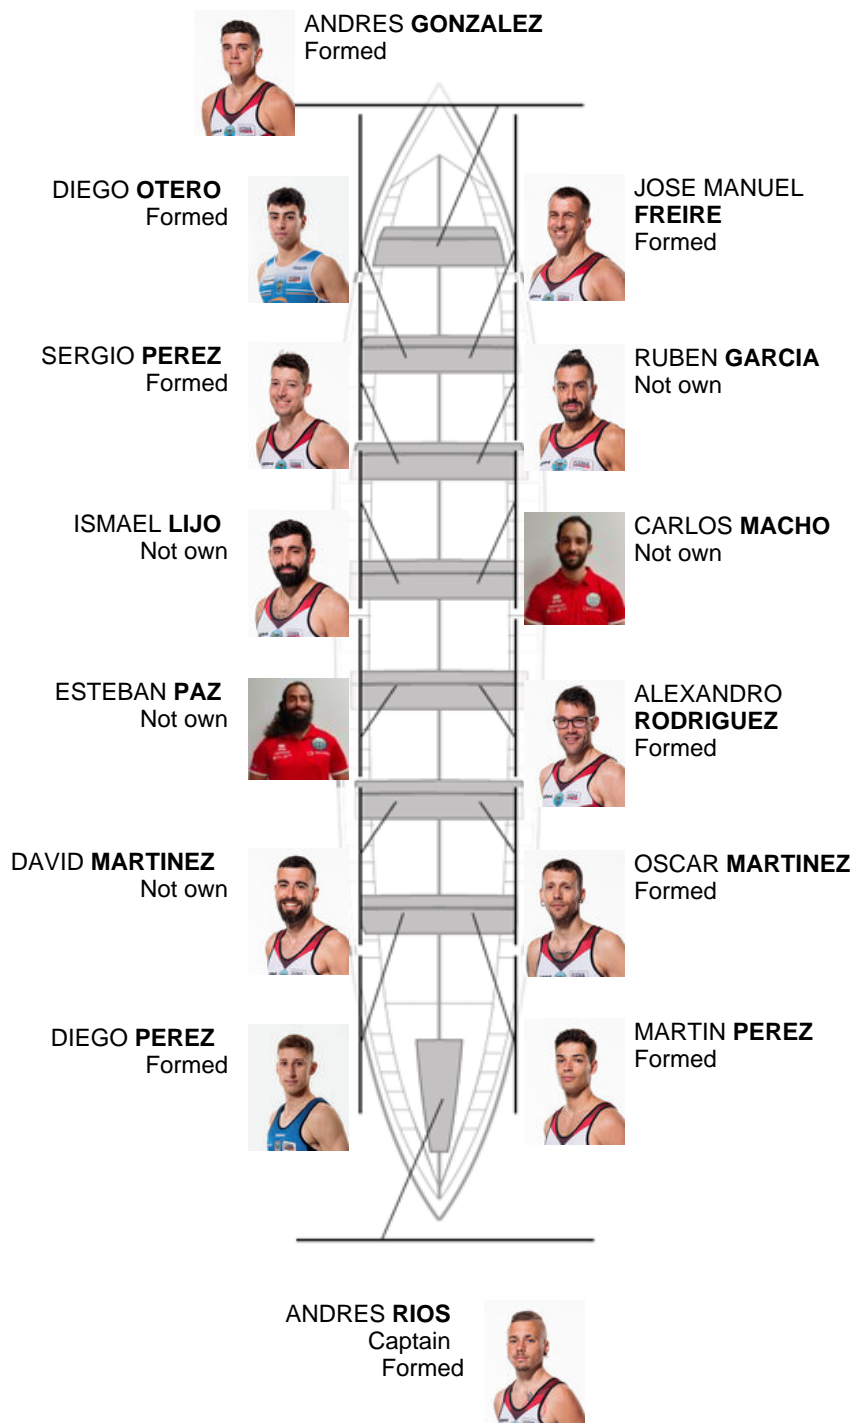 ANDRES GONZALEZ
Formed
DIEGO OTERO
Formed
JOSE MANUEL
FREIRE
Formed
SERGIO PEREZ
Formed
RUBEN GARCIA
Not own
ISMAEL LIJO
Not own
CARLOS MACHO
Not own
ESTEBAN PAZ
Not own
ALEXANDRO
RODRIGUEZ
Formed
DAVID MARTINEZ
Not own
OSCAR MARTINEZ
Formed
DIEGO PEREZ
Formed
MARTIN PEREZ
Formed
ANDRES RIOS
Captain
Formed